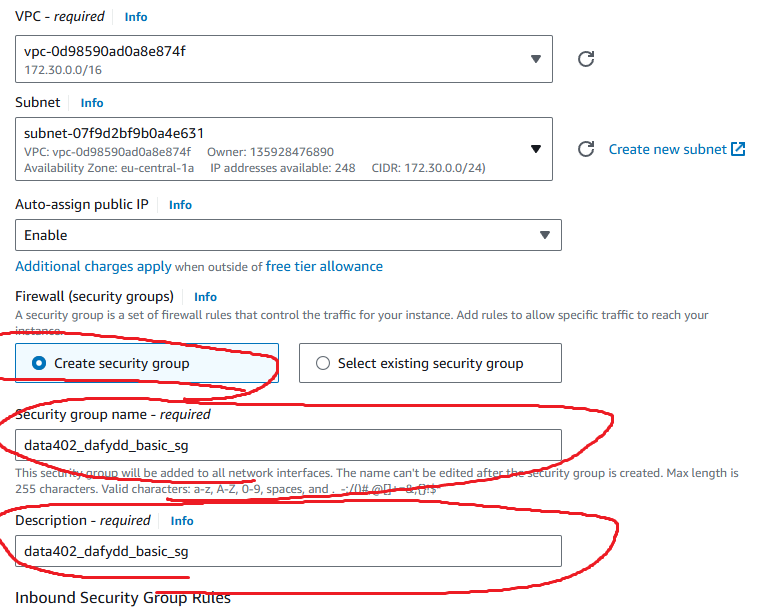 VPC - required Info
vpc-0d98590ad0a8e874f
172.30.0.0/16
Subnet Info
subnet-07f9d2bf9b0a4e631
VPC: vpc-0d98590ad0a8e874f Owner: 135928476890
Availability Zone: eu-central-1a IP addresses available: 248 CIDR: 172.30.0.0/24)
Create new subnet
Auto-assign public IP Info
Enable
Additional charges apply when outside of free tier allowance
Firewall (security groups) Info
A security group is a set of firewall rules that control the traffic for your instance. Add rules to allow specific traffic to reach your
instance.
Create security group
Select existing security group
Security group name - required
data402_dafydd_basic_sg
This security group will be added to all network interfaces. The name can't be edited after the security group is created. Max length is
255 characters. Valid characters: a-z, A-Z, 0-9, spaces, and
Description - required Info
data402_dafydd_basic_sg
Inbound Security Group Rules